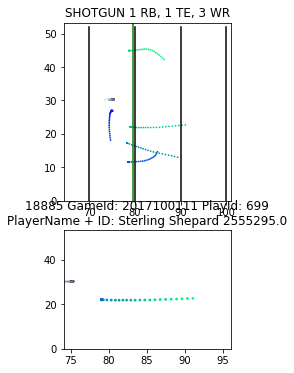 SHOTGUN 1 RB, 1 TE, 3 WR
50
40
30
20
10
0
70 80 90 100
18885 GameId: 2017100111 PlayId: 699
PlayerName + ID: Sterling Shepard 2555295.0
40
20
0
75 80 85 90 95